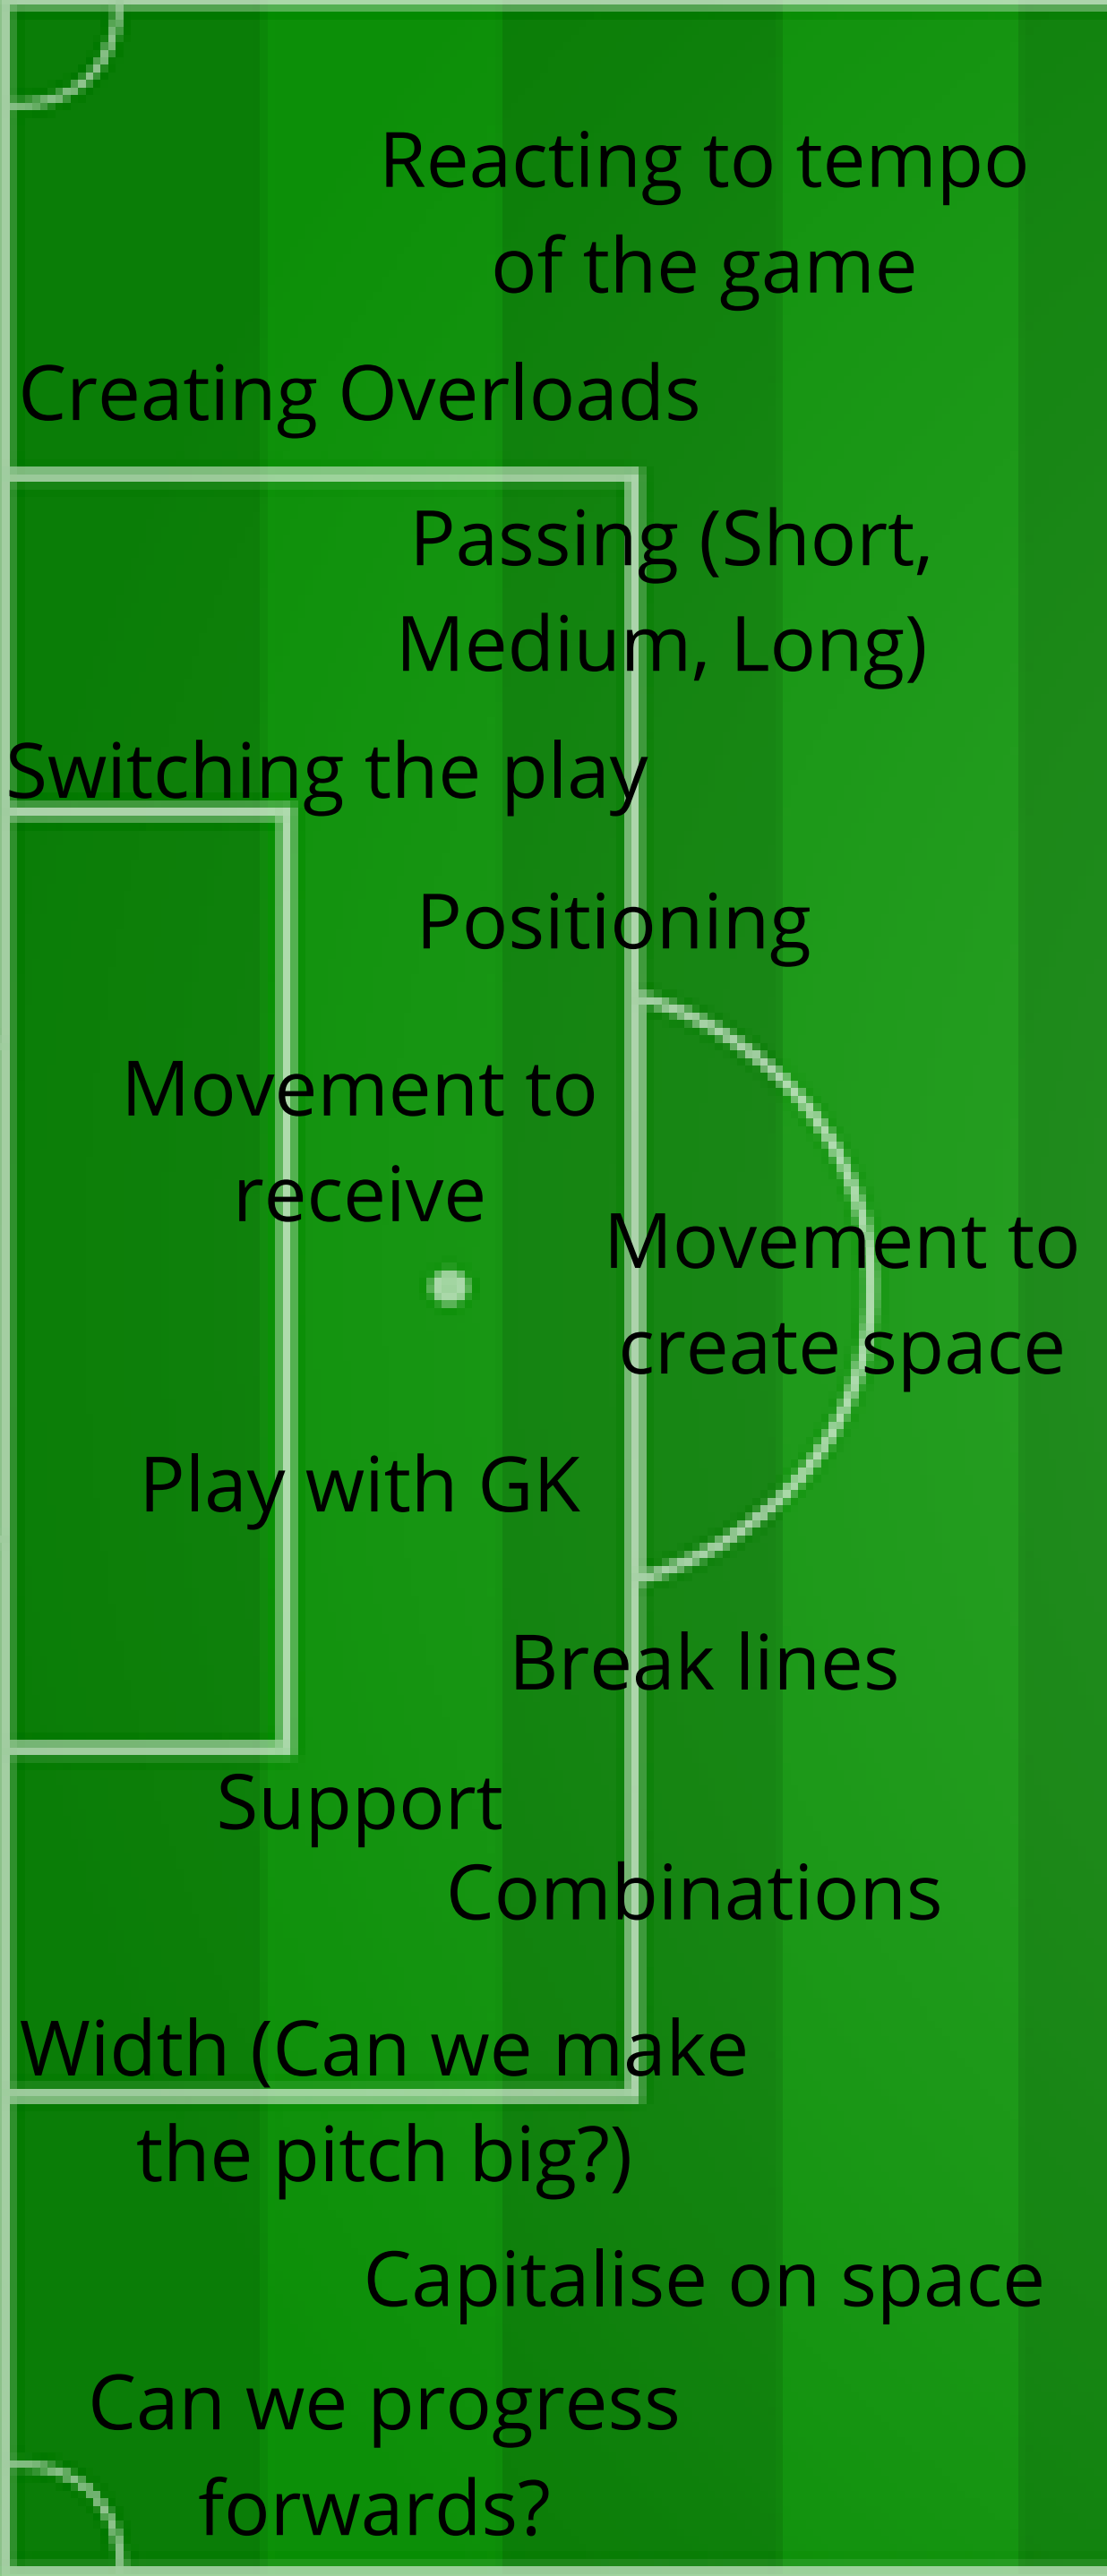 Reacting to tempo
of the game
Creating Overloads
Passing (Short,
Medium, Long)
Switching the play
Positioning
Movement to
receive
Movement to
create space
Play with GK
Break lines
Support
Combinations
Width (Can we make
the pitch big?)
Capitalise on space
Can we progress
forwards?